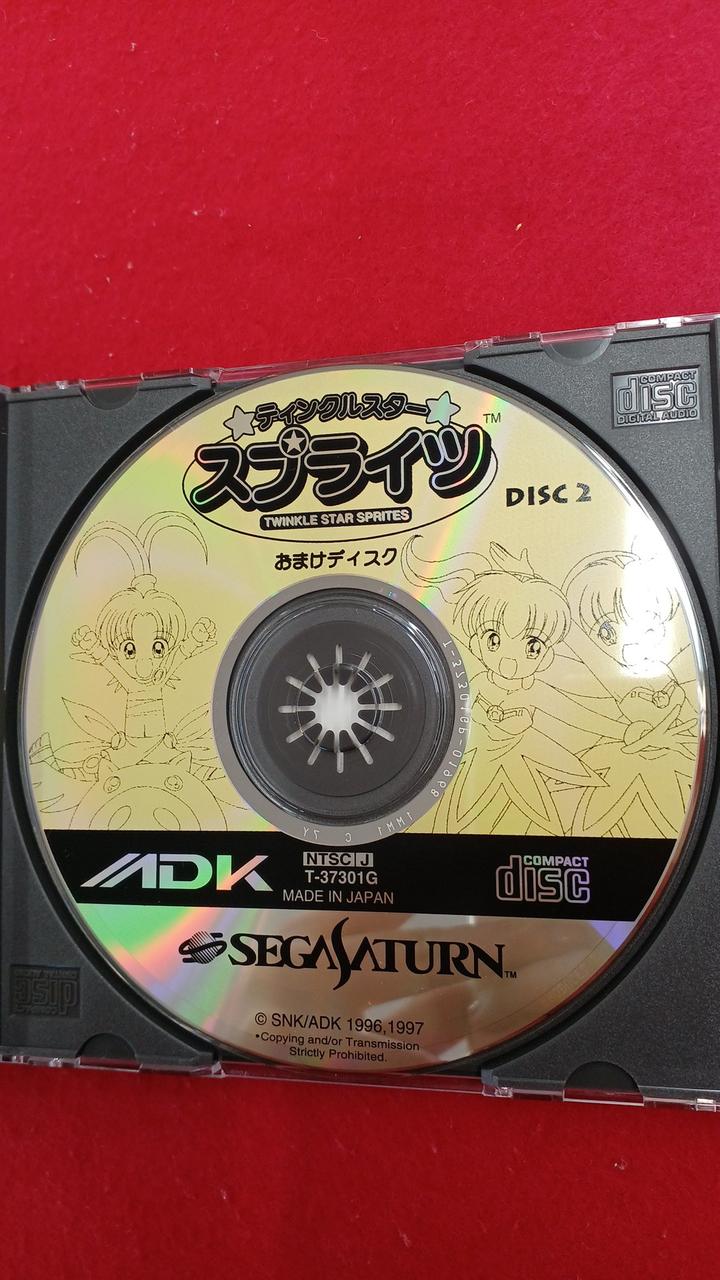 COMPACT
disc
DIGITAL AUDIO
ティンクルスター
スプライツ
TM
TWINKLE STAR SPRITES
DISC 2
おまけディスク
ADK
NTSC J
T-37301G
MADE IN JAPAN
COMPACT
disc
SEGA SATURN
TM
© SNK/ADK 1996,1997
•Copying and/or Transmission
Strictly Prohibited.
disc